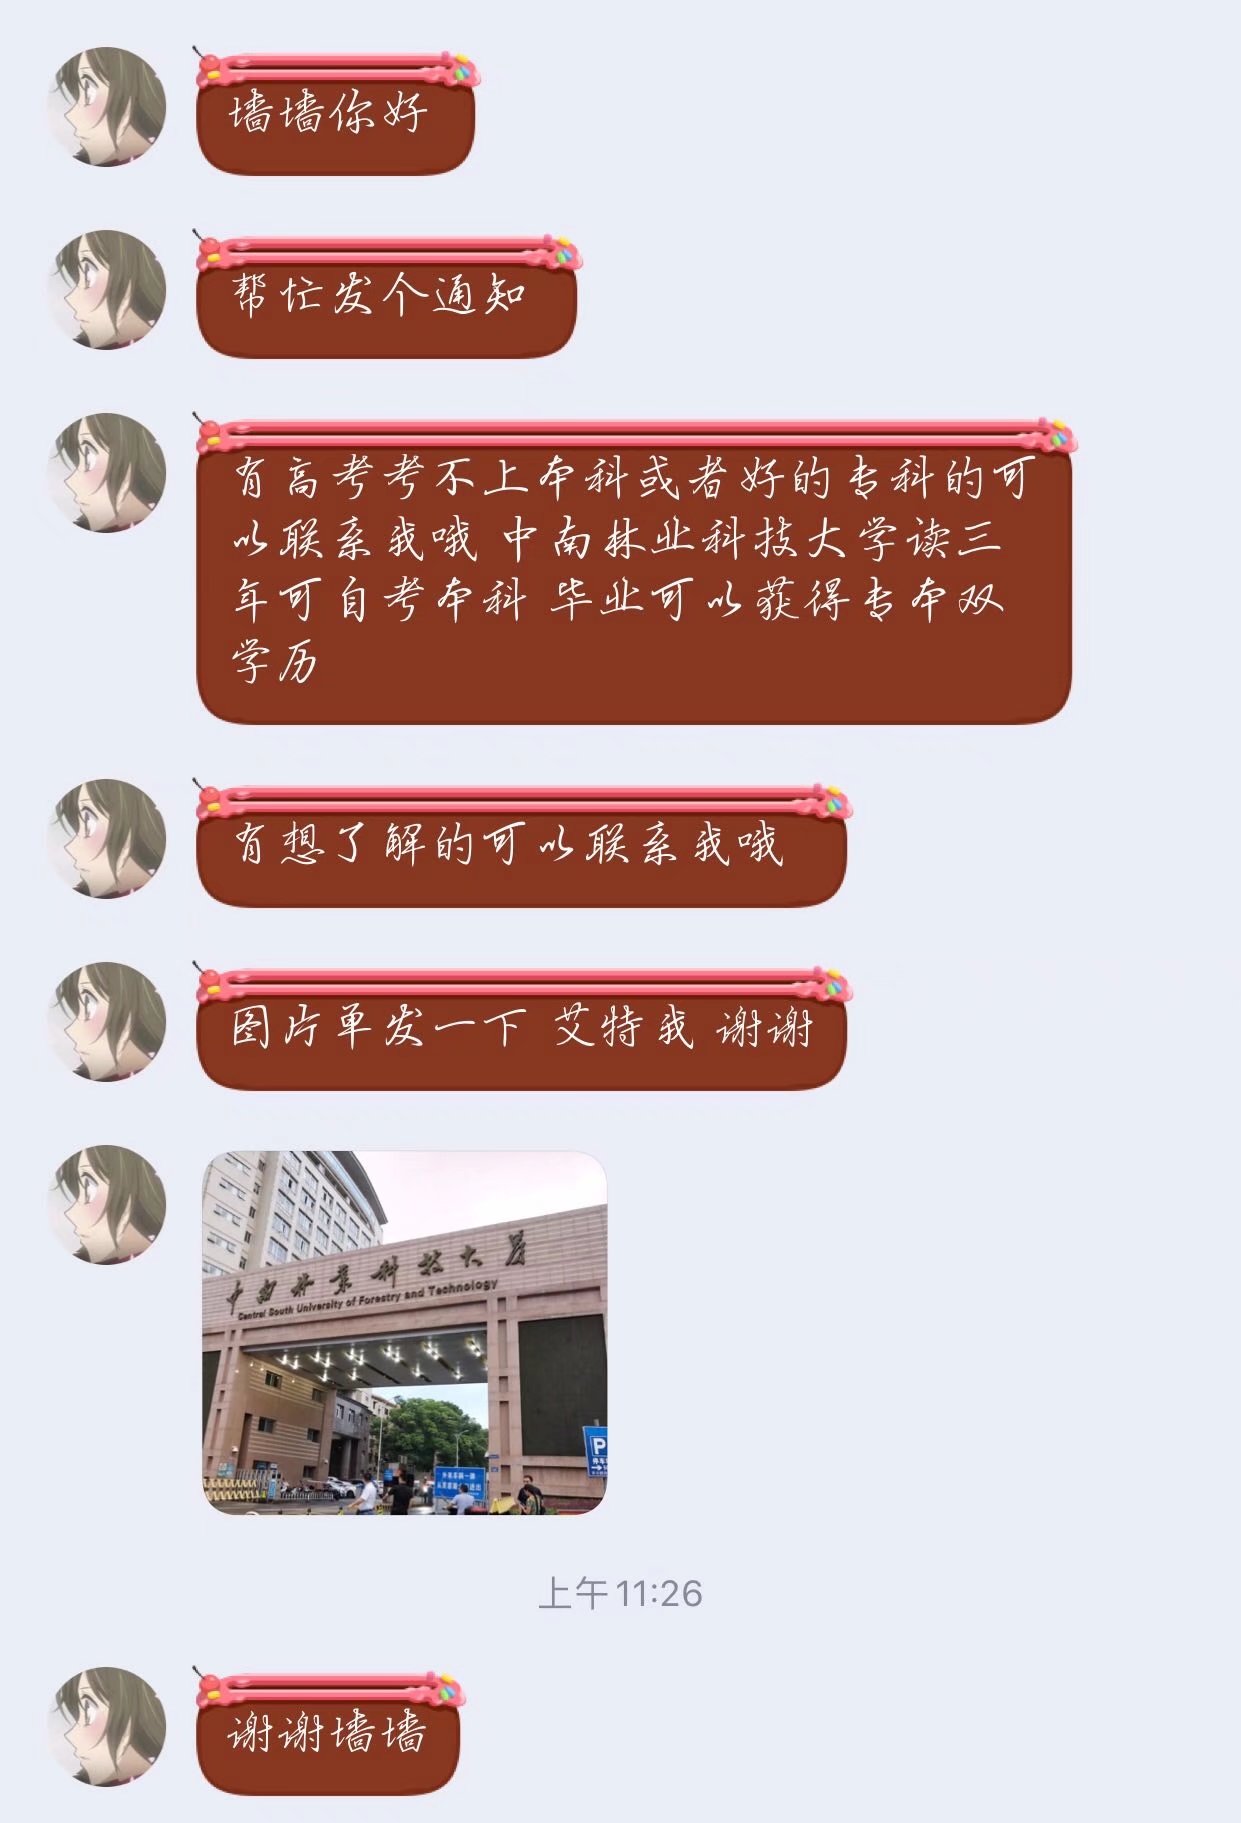 墙墙你好
帮忙发个通知
有高考考不上本科或者好的专科的可
以联系我哦 中南林业科技大学读三
年可自考本科 毕业可以获得专本双
学历
有想了解的可以联系我哦
图片单发一下 艾特我 谢谢
中南林业科技大学
Central South University of Forestry and Technology
P
上午11:26
谢谢墙墙